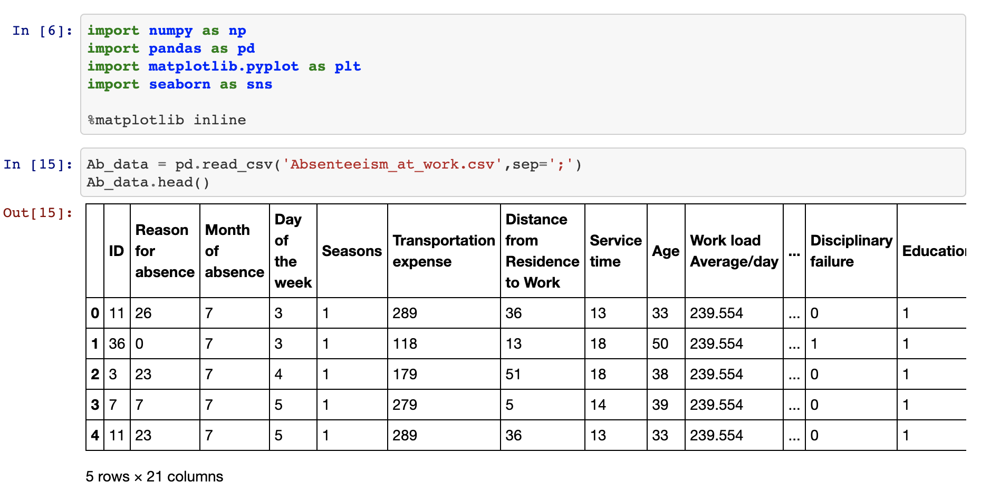 In [6]:
import numpy as np
import pandas as pd
import matplotlib.pyplot as plt
import seaborn as sns
%matplotlib inline
In [15]:
Ab_data = pd.read_csv('Absenteeism_at_work.csv',sep=';')
Ab_data.head()
Out[15]:
ID Reason for absence Month of absence Day of the week Seasons Transportation expense Distance from Residence to Work Service time Age Work load Average/day ... Disciplinary failure
0 11 26 7 3 1 289 36 13 33 239.554 ... 0 1
1 36 0 7 3 1 118 13 18 50 239.554 ... 1 1
2 3 23 7 4 1 179 51 18 38 239.554 ... 0 1
3 7 7 7 5 1 279 5 14 39 239.554 ... 0 1
4 11 23 7 5 1 289 36 13 33 239.554 ... 0 1
5 rows × 21 columns